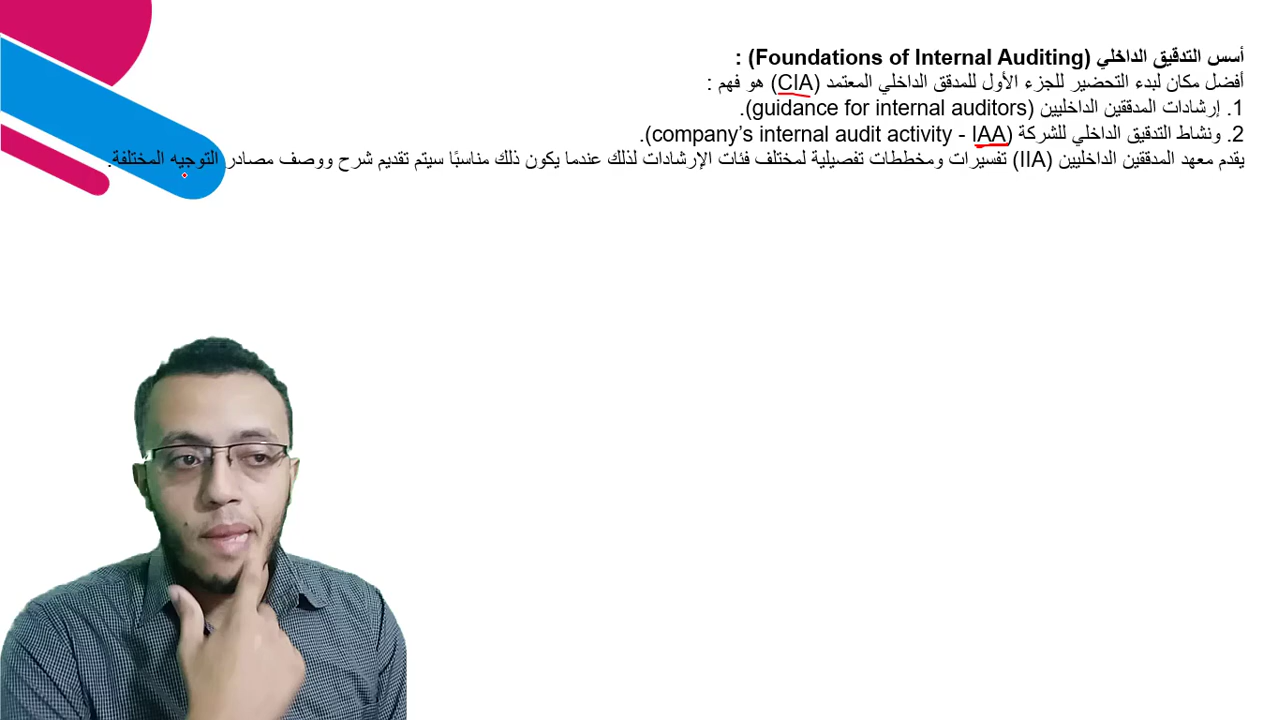 أسس التدقيق الداخلي (Foundations of Internal Auditing) :
أفضل مكان لبدء التحضير للجزء الأول للمدقق الداخلي المعتمد (CIA) هو فهم :
1. إرشادات المدققين الداخليين (guidance for internal auditors).
2. ونشاط التدقيق الداخلي للشركة (company’s internal audit activity - IAA).
يقدم معهد المدققين الداخليين (IIA) تفسيرات ومخططات تفصيلية لمختلف فئات الإرشادات لذلك عندما يكون ذلك مناسبًا سيتم تقديم شرح ووصف مصادر التوجيه المختلفة.